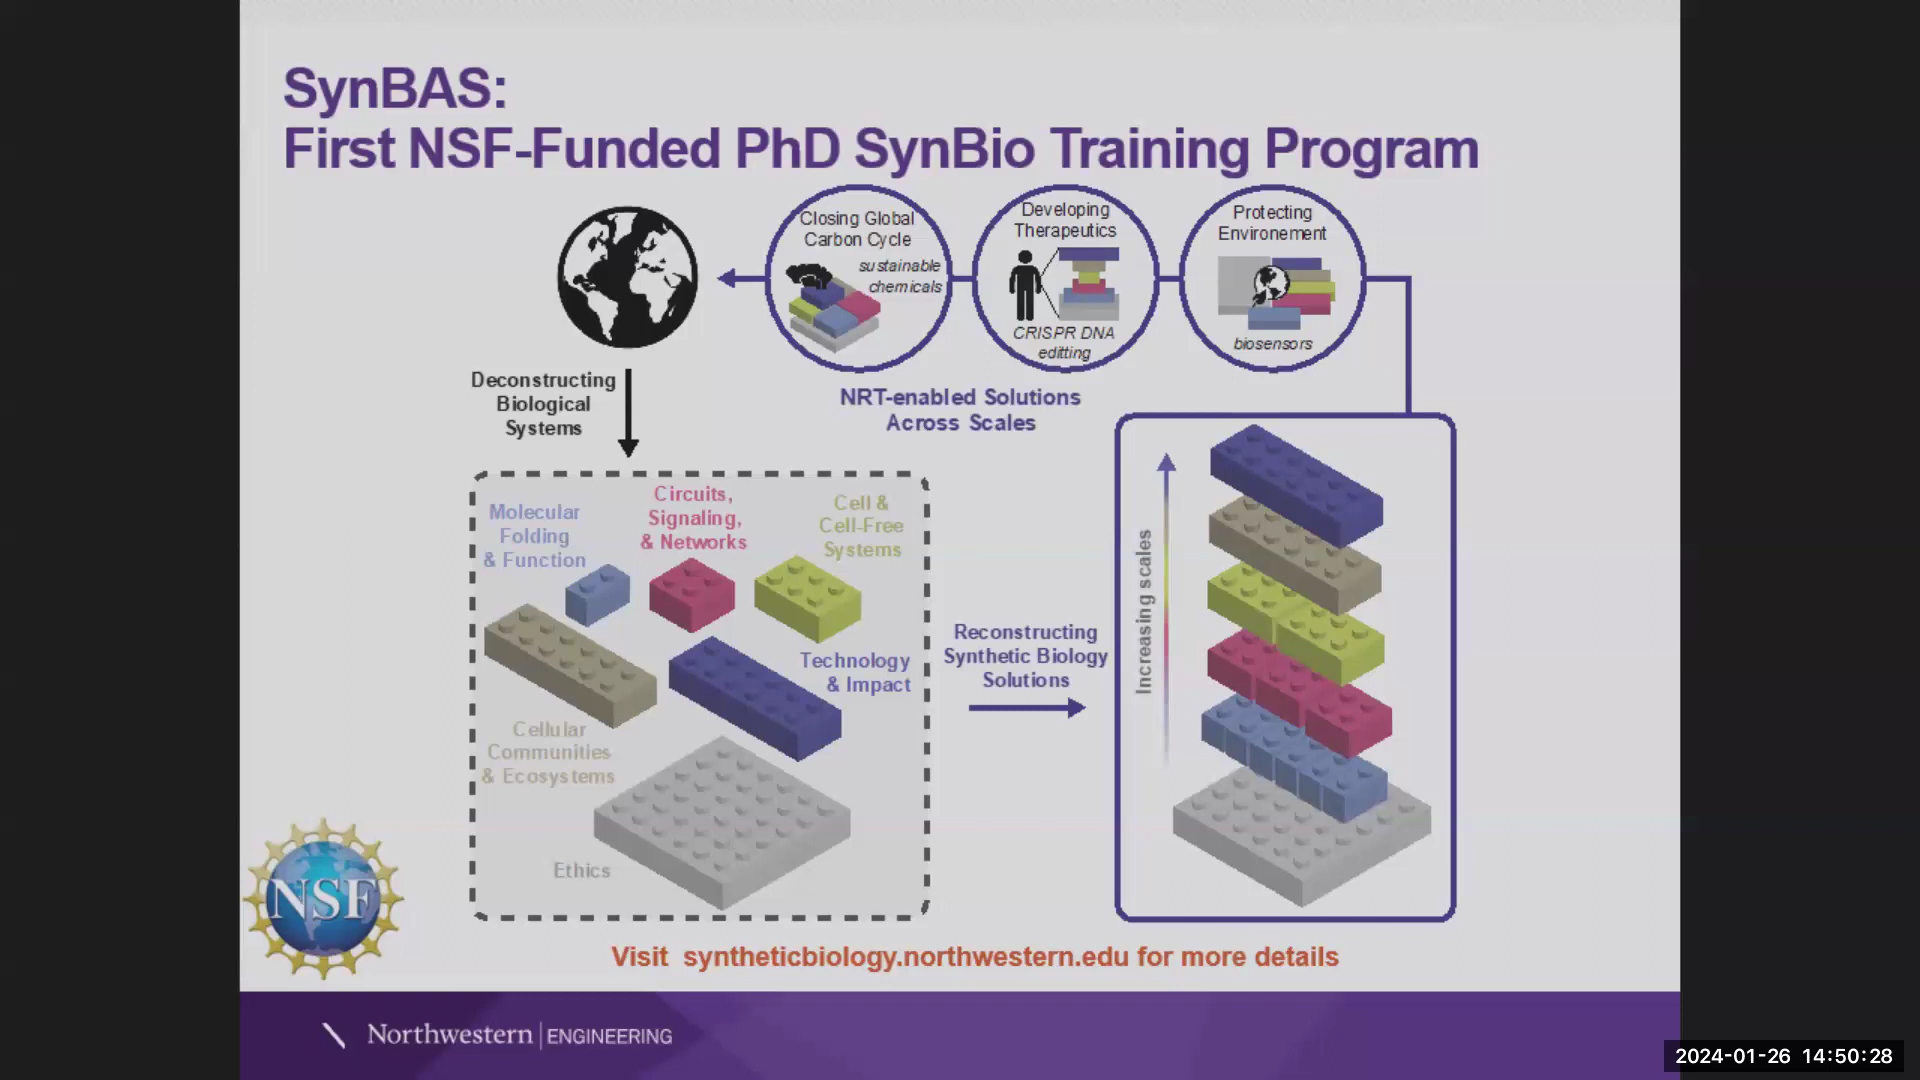 SynBAS:
First NSF-Funded PhD SynBio Training Program
Closing Global
Carbon Cycle
sustainable
chemicals
Developing
Therapeutics
CRISPR DNA
editting
Protecting
Environement
biosensors
NRT-enabled Solutions
Across Scales
Deconstructing
Biological
Systems
Molecular
Folding
& Function
Circuits,
Signaling,
& Networks
Cell &
Cell-Free
Systems
Technology
& Impact
Cellular
Communities
& Ecosystems
Ethics
Reconstructing
Synthetic Biology
Solutions
Increasing scales
NSF
Visit syntheticbiology.northwestern.edu for more details
Northwestern | ENGINEERING
2024-01-26 14:50:28